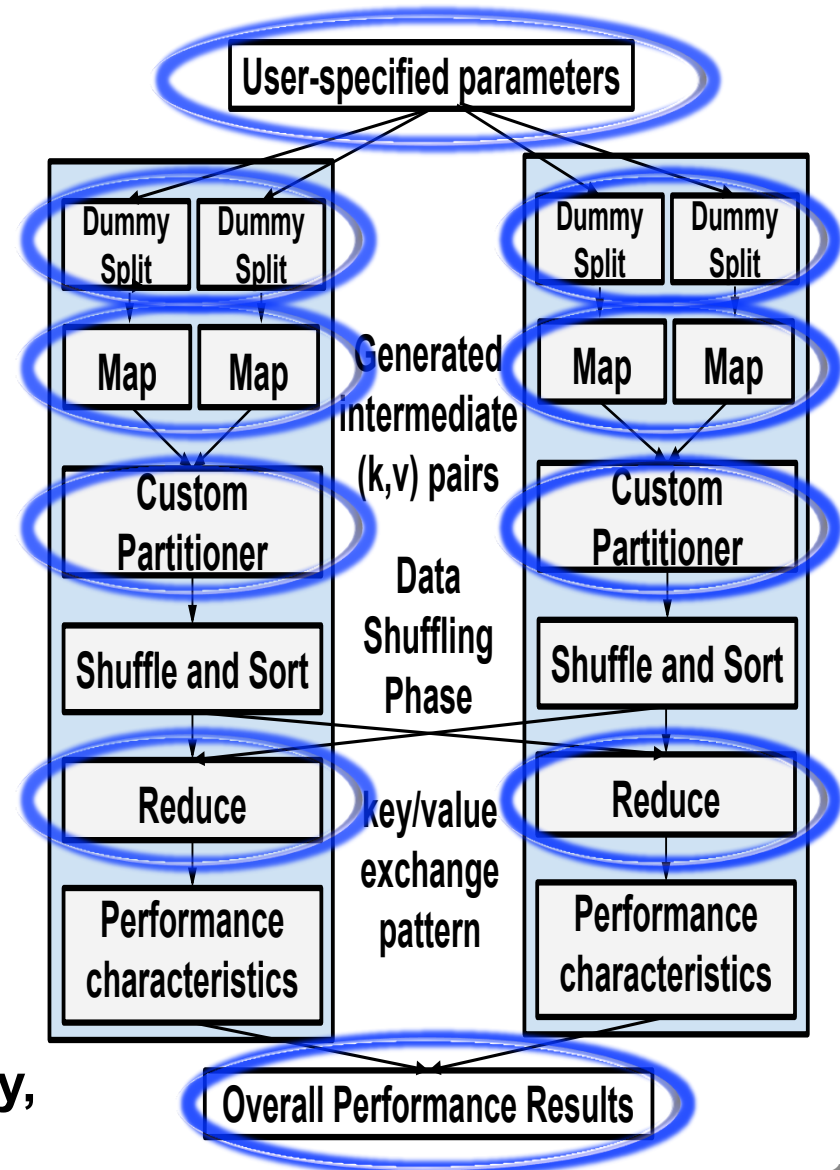 User-specified parameters
Dummy
Split
Dummy
Split
Dummy
Split
Dummy
Split
Map
Map
Generated
intermediate
(k,v) pairs
Map
Map
Custom
Partitioner
Custom
Partitioner
Data
Shuffling
Phase
Shuffle and Sort
Shuffle and Sort
Reduce
key/value
exchange
pattern
Reduce
Performance
characteristics
Performance
characteristics
y,
Overall Performance Results